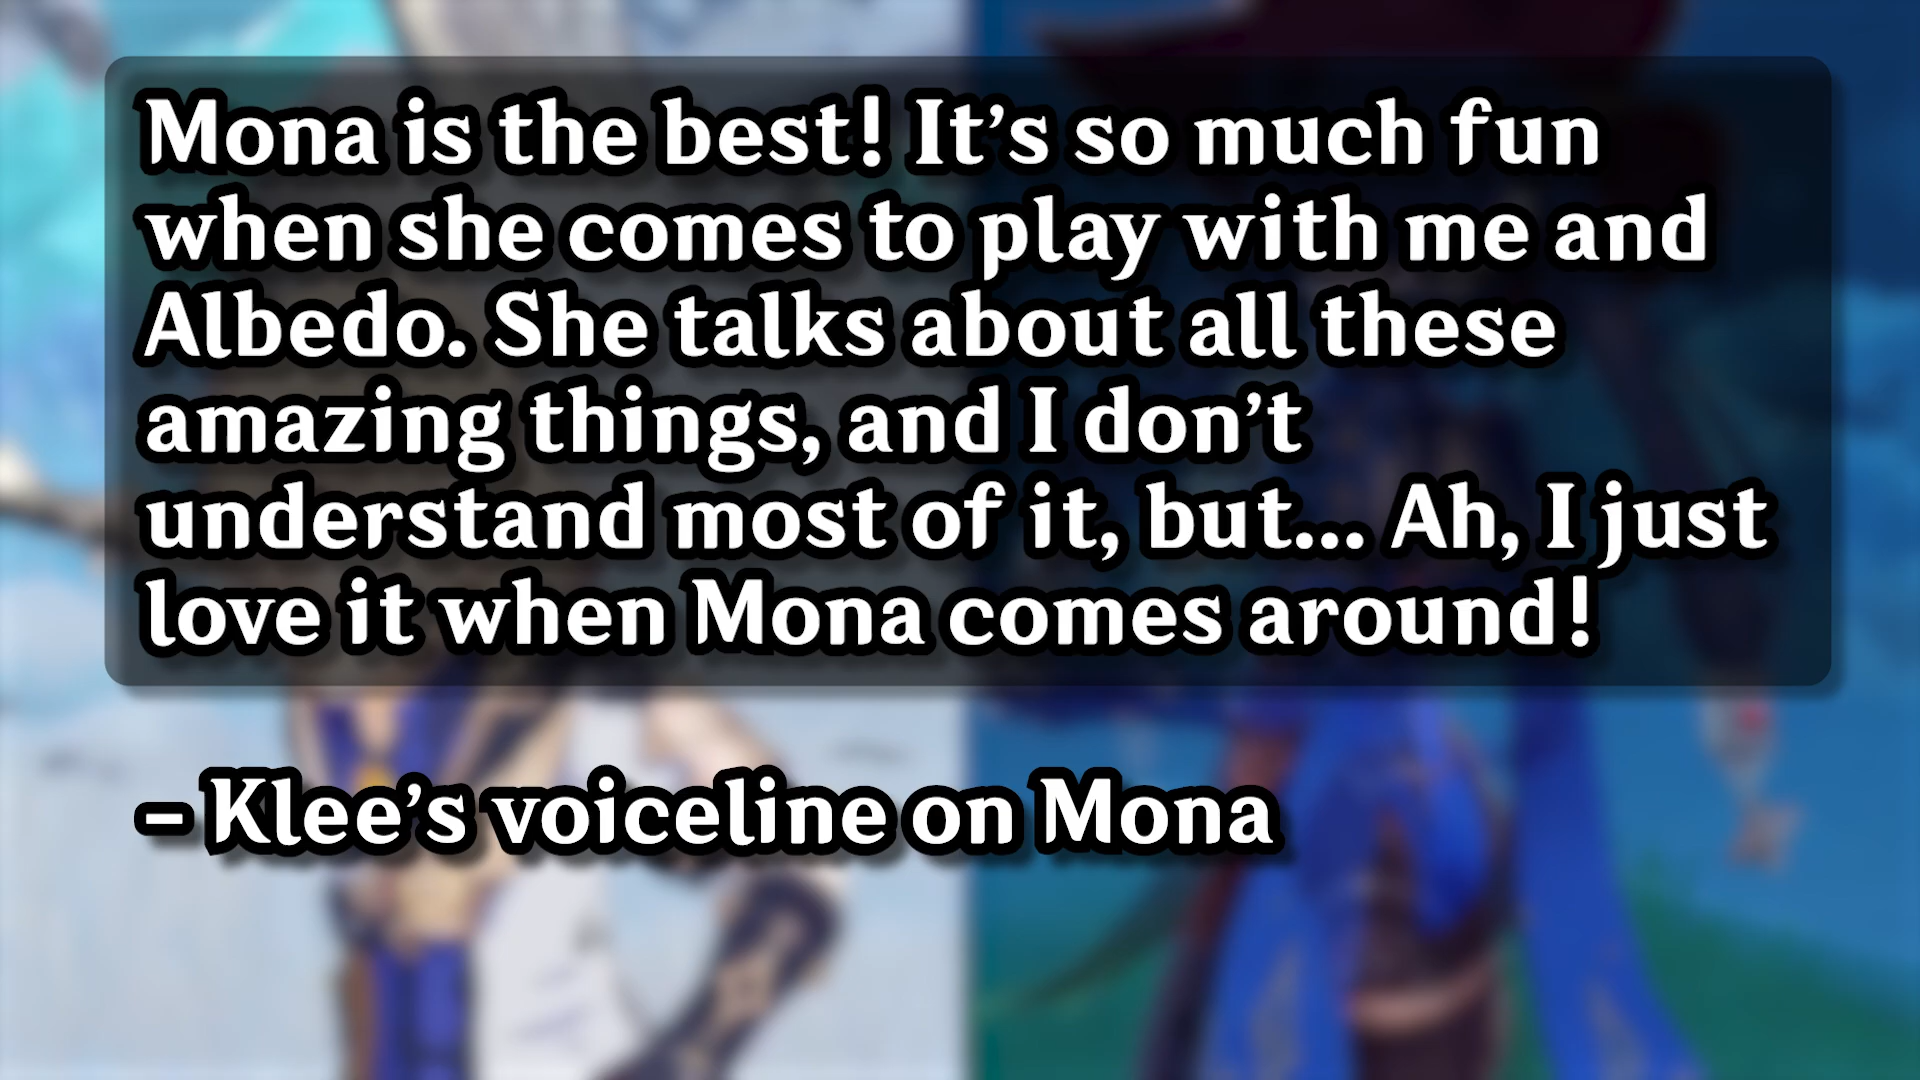 Mona is the best! It’s so much fun
when she comes to play with me and
Albedo. She talks about all these
amazing things, and I don’t
understand most of it, but... Ah, I just
love it when Mona comes around!
– Klee’s voiceline on Mona